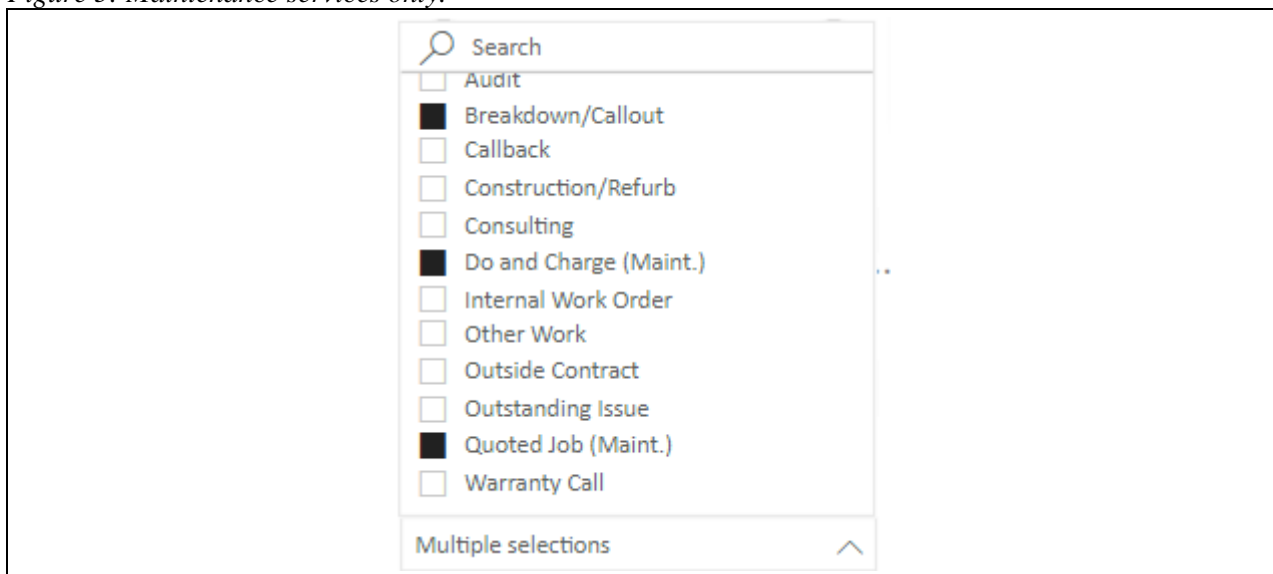 Figure 3: Maintenance services only.
Search
Audit
Breakdown/Callout
Callback
Construction/Refurb
Consulting
Do and Charge (Maint.)
Internal Work Order
Other Work
Outside Contract
Outstanding Issue
Quoted Job (Maint.)
Warranty Call
Multiple selections